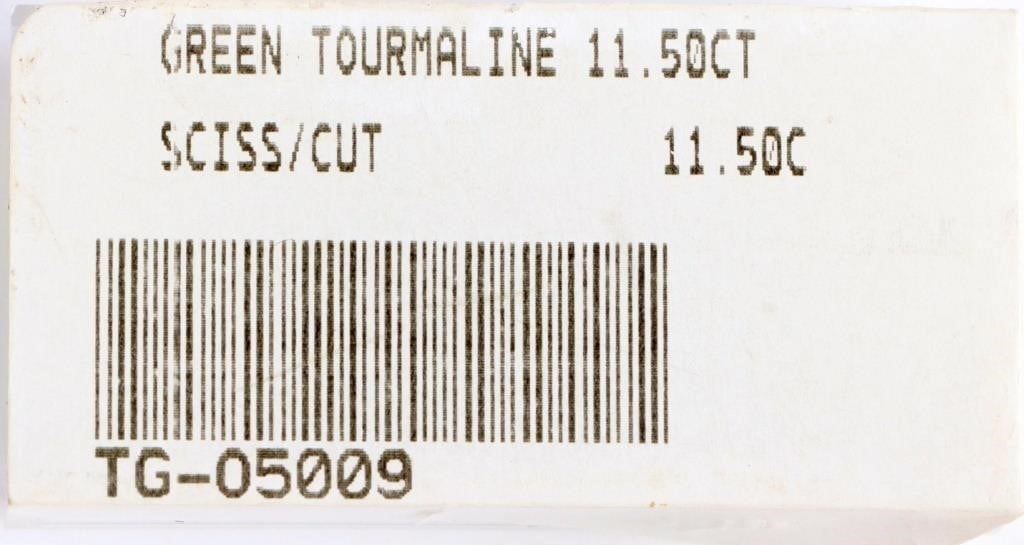 GREEN TOURMALINE 11.50CT
SCISS/CUT 11.50C
TG-05009